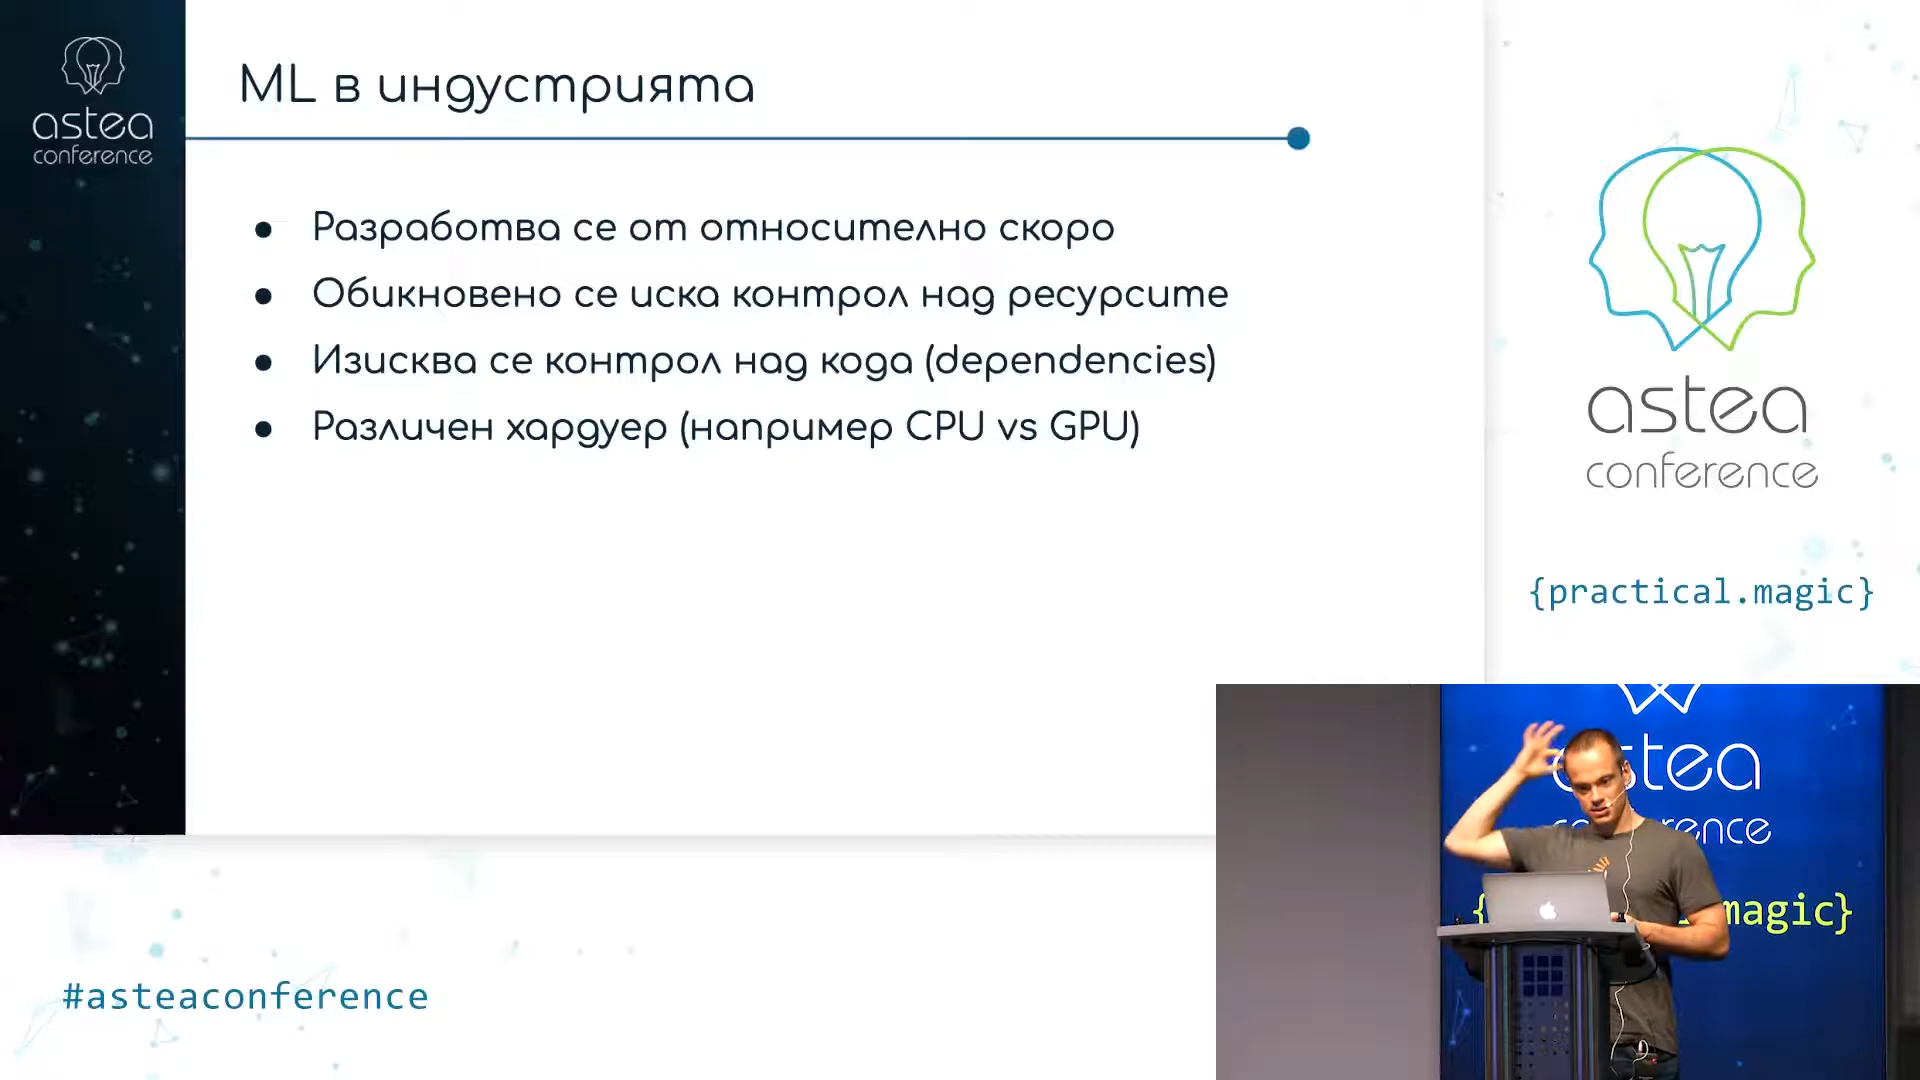 astea
conference
ML в индустрията
Разработва се от относително скоро
Обикновено се иска контрол над ресурсите
Изисква се контрол над кода (dependencies)
Различен хардуер (например CPU vs GPU)
astea
conference
{practical.magic}
#asteaconference
magic}